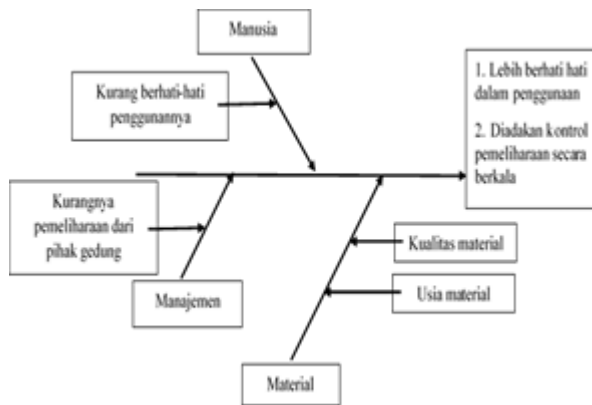 Manusia
Kurang berhati-hati
penggunannya
1. Lebih berhati hati
dalam penggunaan
2. Diadakan kontrol
pemeliharaan secara
berkala
Kurangnya
pemeliharaan dari
pihak gedung
Kualitas material
Usia material
Manajemen
Material